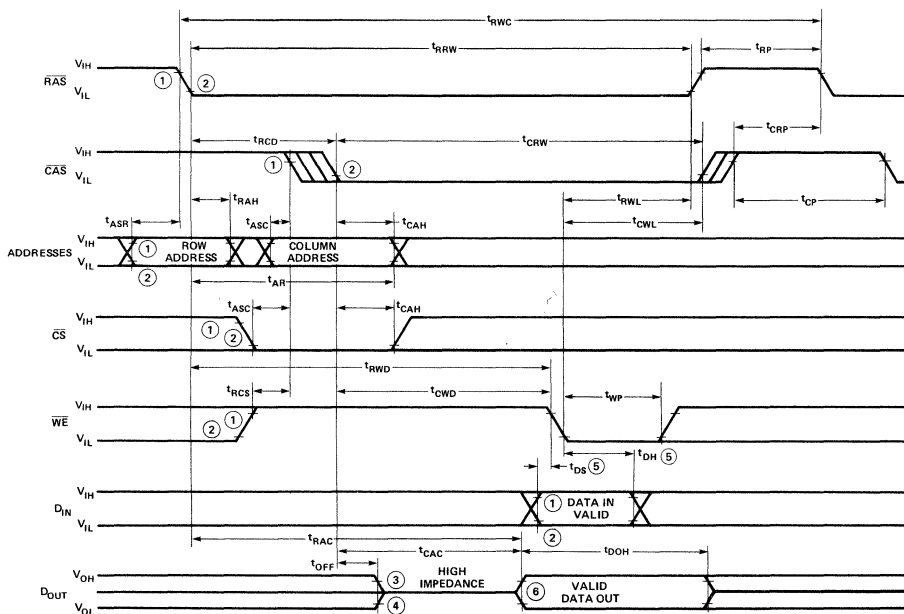 tRWC
tRRW
tRP
VIH
RAS
VIL
1
2
tRCD
tCRW
tCRP
VIH
CAS
VIL
1
2
tRAH
tRWL
tCP
tASR
tASC
tCAH
tCWL
ADDRESSES
VIH
VIL
1
2
ROW
ADDRESS
COLUMN
ADDRESS
tAR
tASC
tCAH
VIH
CS
VIL
1
2
tRWD
tRCS
tCWD
tWP
VIH
WE
VIL
2
1
tDS 5
tDH 5
VIH
DIN
VIL
1
2
DATA IN
VALID
tRAC
tCAC
tDOH
tOFF
VOH
DOUT
VOL
3
4
HIGH
IMPEDANCE
6
VALID
DATA OUT